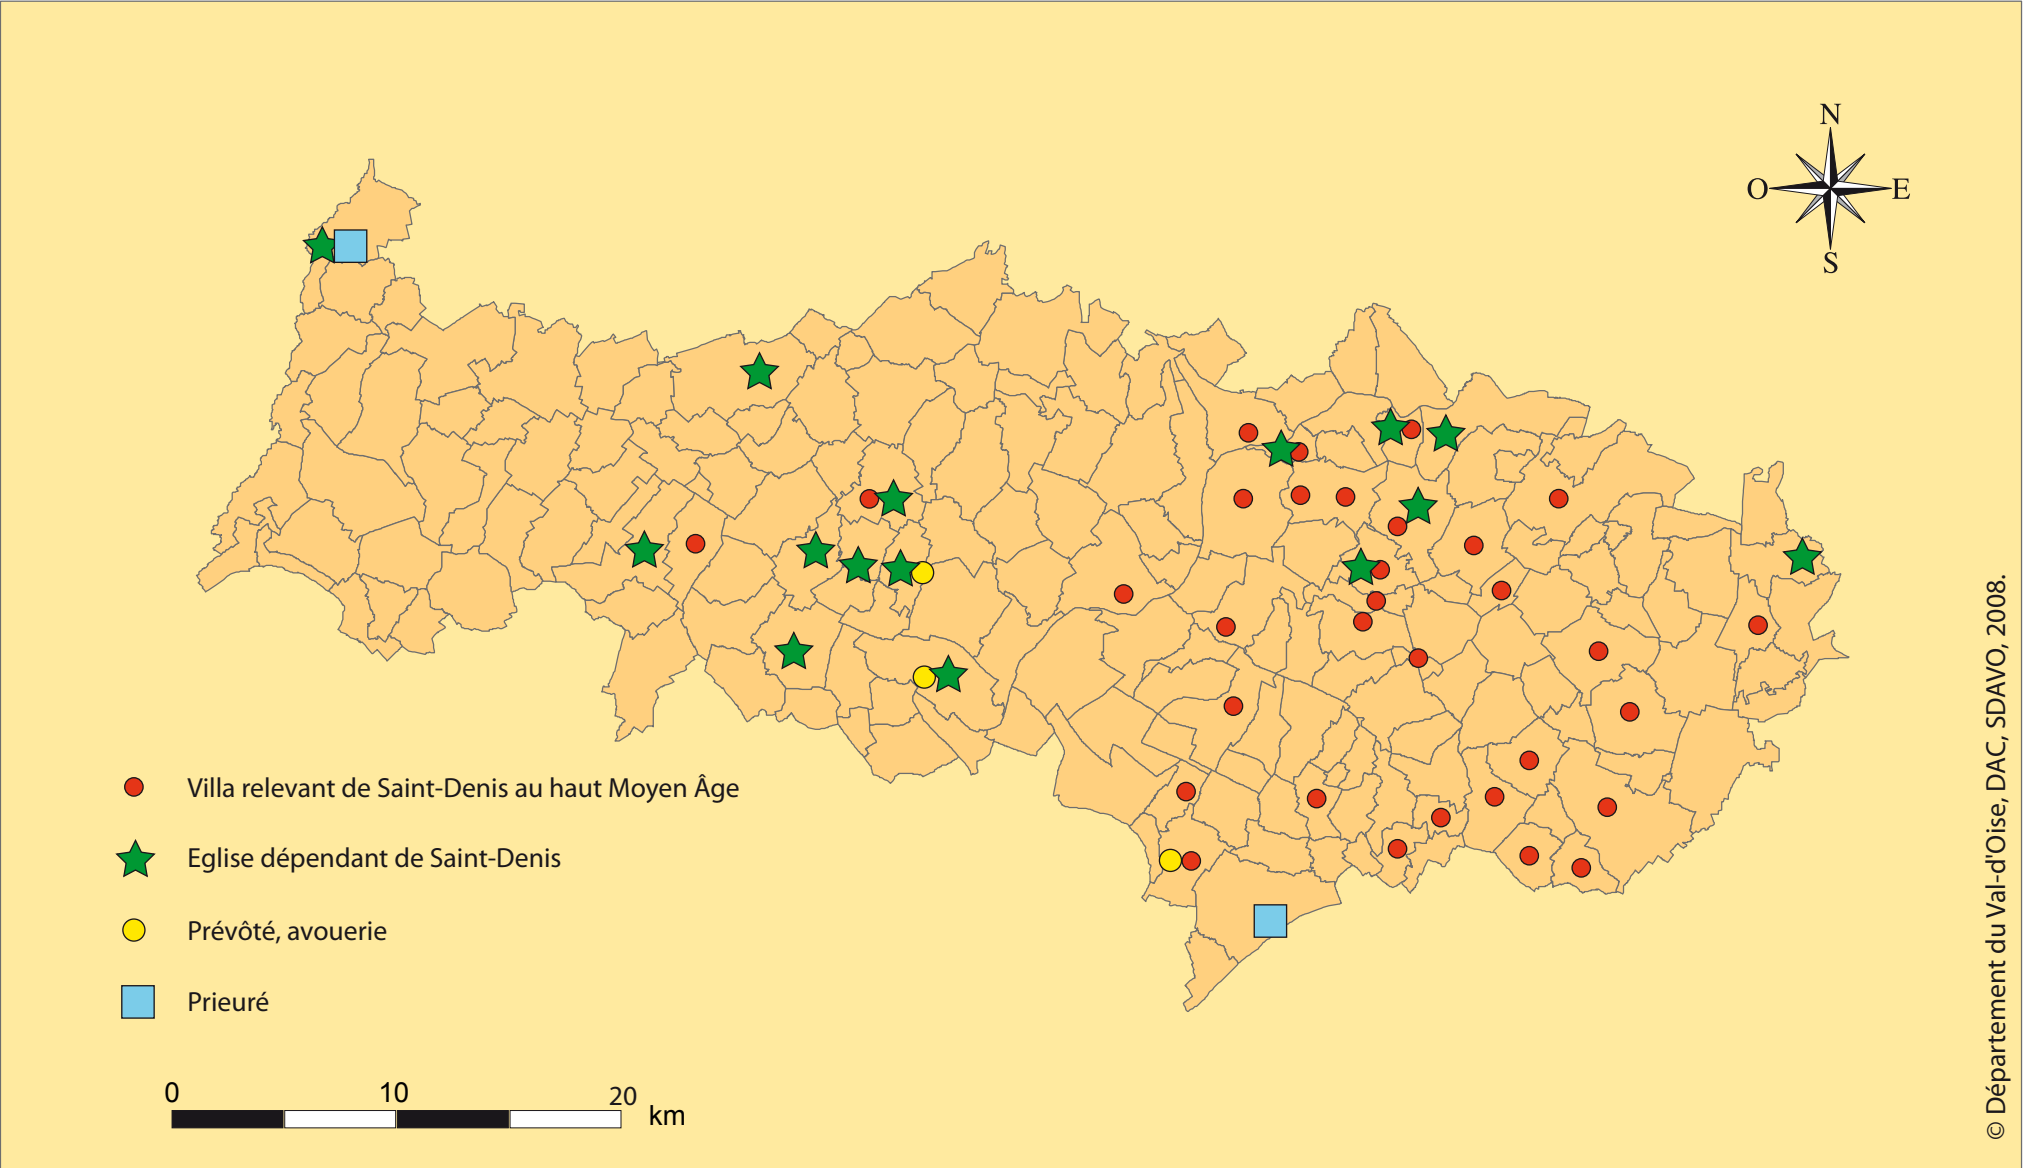 N
O E
S
Villa relevant de Saint-Denis au haut Moyen Âge
Eglise dépendant de Saint-Denis
Prévôté, avouerie
Prieuré
0 10 20
km
© Département du Val-d'Oise, DAC, SDAVO, 2008.